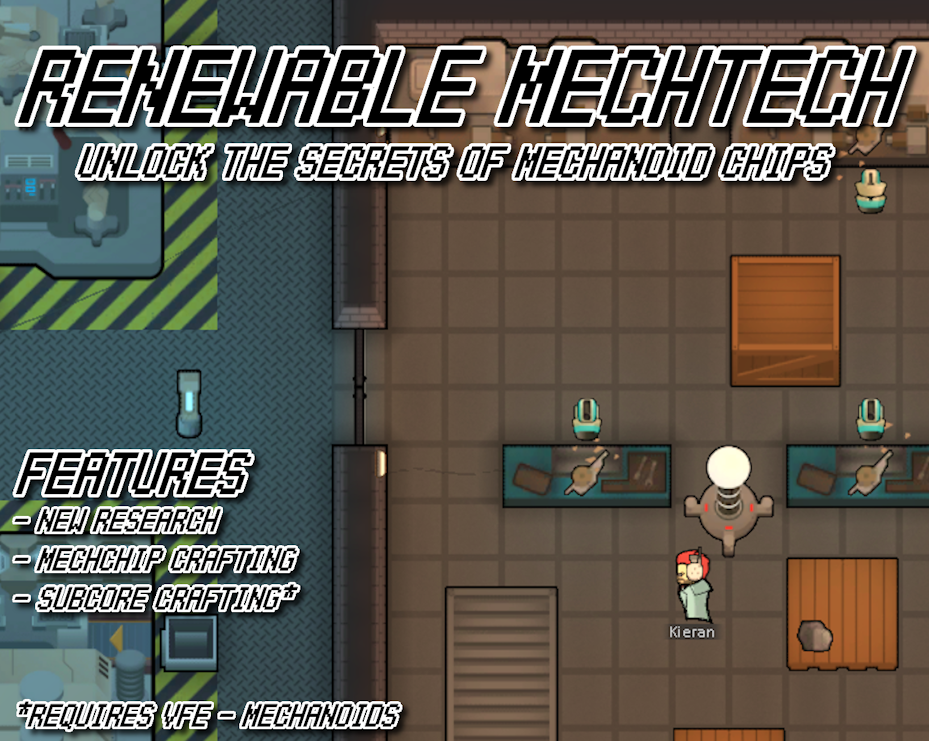 RENEWABLE MECHTECH
UNLOCK THE SECRETS OF MECHANOID CHIPS
FEATURES
- NEW RESEARCH
- MECHCHIP CRAFTING
- SUBCORE CRAFTING*
Kieran
*REQUIRES VFE - MECHANOIDS